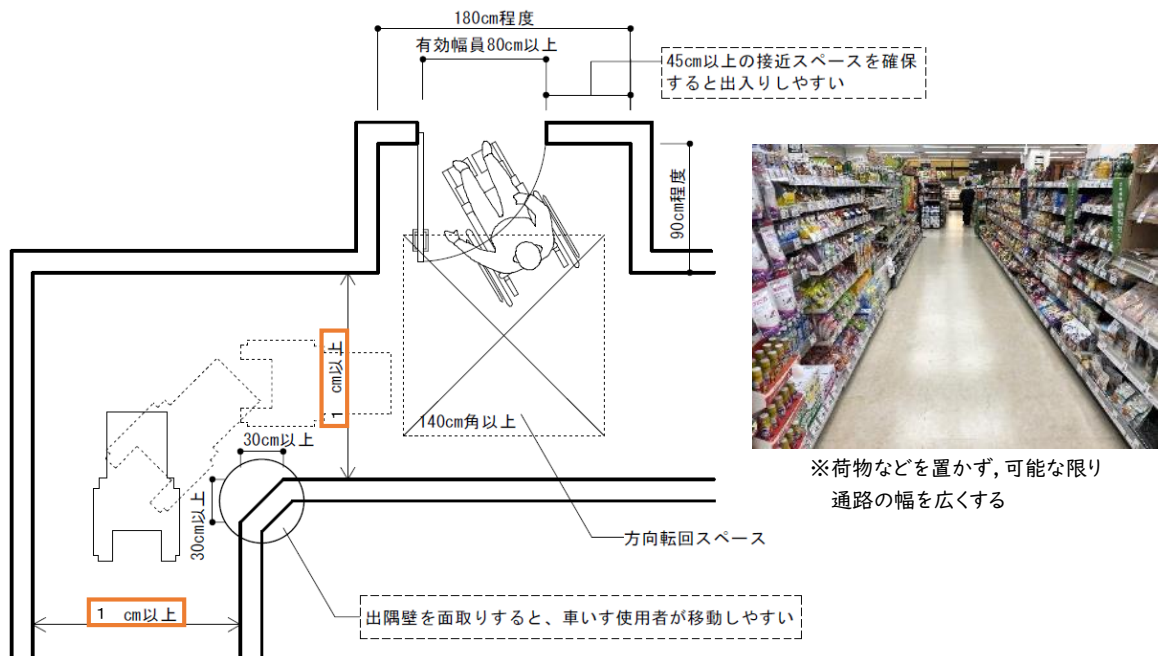 180cm程度
有効幅員80cm以上
45cm以上の接近スペースを確保
すると出入りしやすい
90cm程度
1 cm以上
140cm角以上
30cm以上
30cm以上
※荷物などを置かず，可能な限り
通路の幅を広くする
方向転回スペース
1 cm以上
出隅壁を面取りすると、車いす使用者が移動しやすい